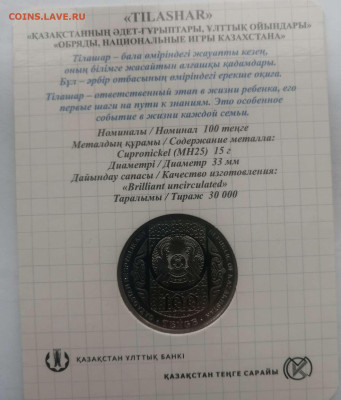 COINS.LAVE.RU
«TILASHAR»
«ҚАЗАҚСТАННЫҢ ӘДЕТ-ҒҰРЫПТАРЫ, ҰЛТТЫҚ ОЙЫНДАРЫ»
«ОБРЯДЫ, НАЦИОНАЛЬНЫЕ ИГРЫ КАЗАХСТАНА»
Тілашар – бала өміріндегі жауапты кезең,
оның білімге жасайтын алғашқы қадамдары.
Бұл – әрбір отбасының өміріндегі ерекше оқиға.
Тілашар – ответственный этап в жизни ребенка, его
первые шаги на пути к знаниям. Это особенное
событие в жизни каждой семьи.
Номиналы / Номинал 100 теңге
Металдың құрамы / Содержание металла:
Cupronickel (МН25) 15 г
Диаметрі / Диаметр 33 мм
Дайындау сапасы / Качество изготовления:
«Brilliant uncirculated»
Таралымы / Тираж 30 000
100
ТЕҢГЕ
ҚАЗАҚСТАН ҰЛТТЫҚ БАНКІ
ҚАЗАҚСТАН ТЕҢГЕ САРАЙЫ